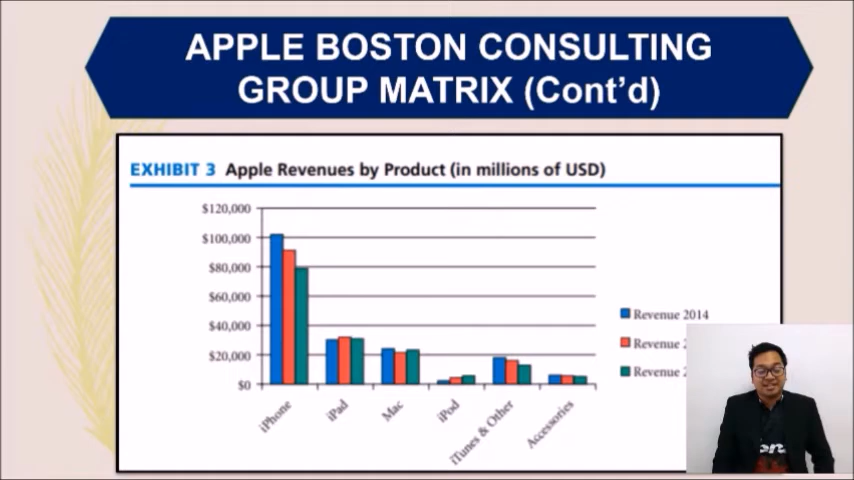 APPLE BOSTON CONSULTING
GROUP MATRIX (Cont'd)
EXHIBIT 3 Apple Revenues by Product (in millions of USD)
$120,000
$100,000
$80,000
$60,000
$40,000
$20,000
$0
iPhone
iPad
Mac
iPod
iTunes & Other
Accessories
Revenue 2014
Revenue 2
Revenue 2